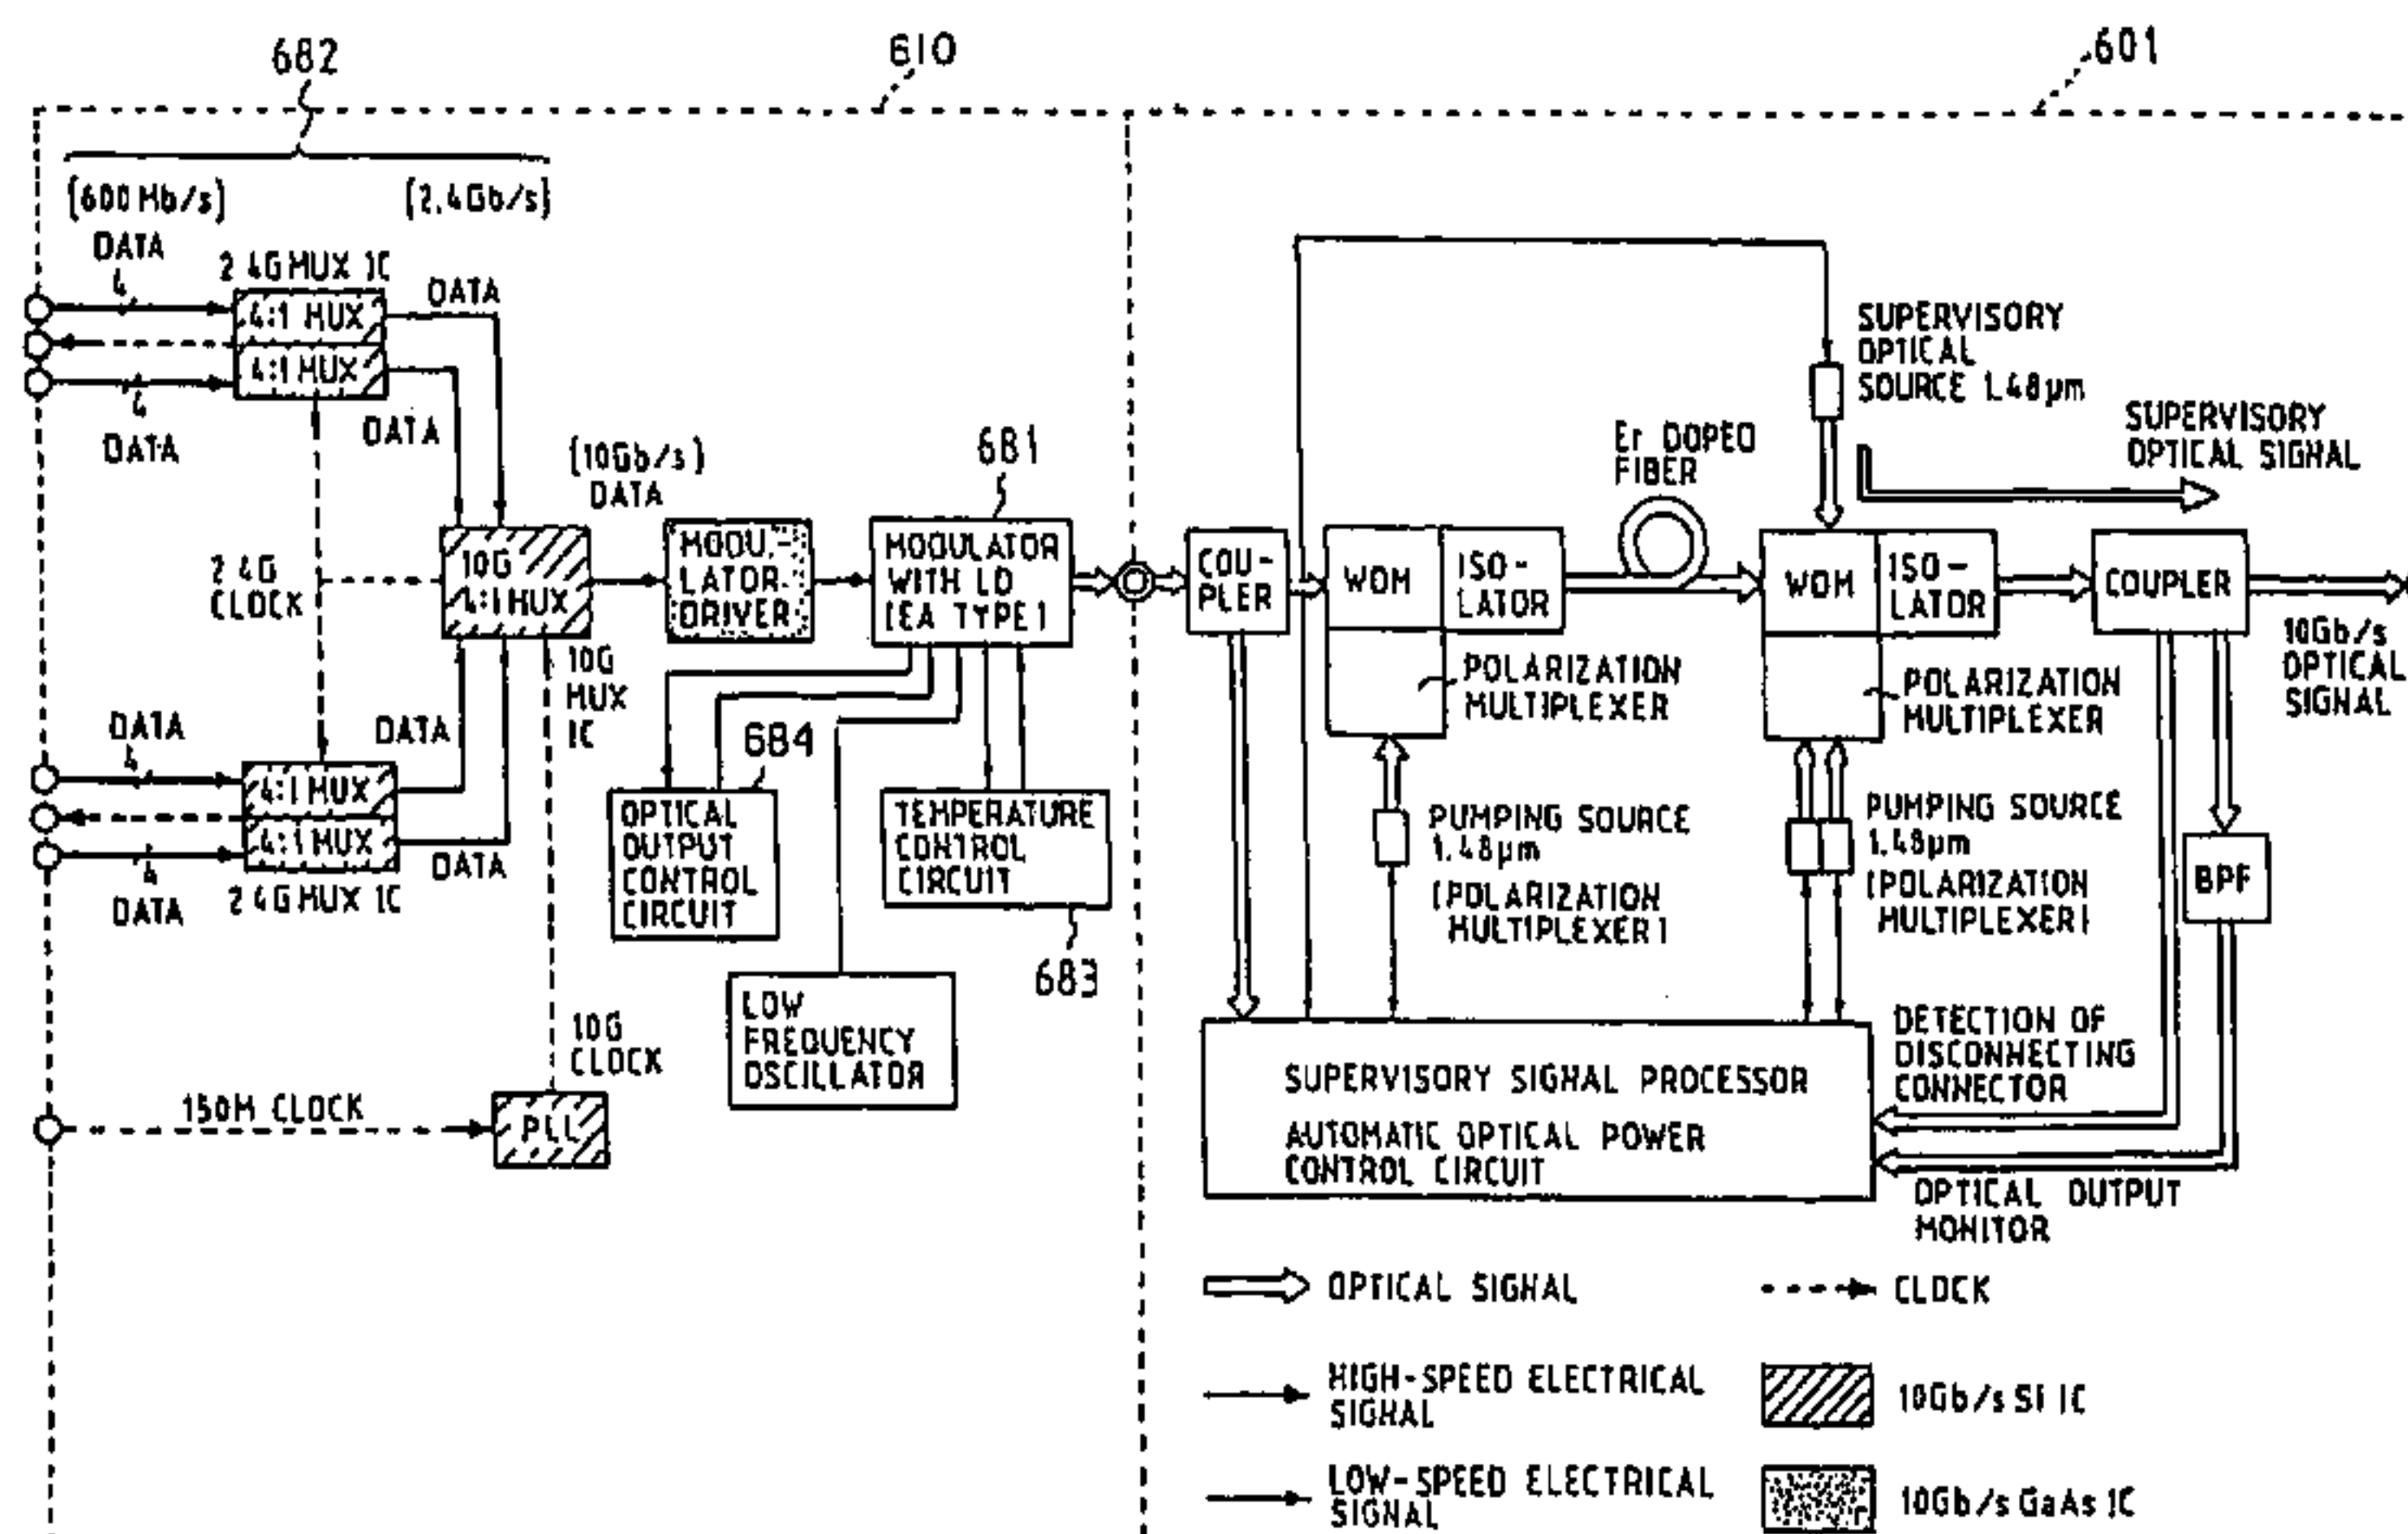 682
610
601
(600 Mb/s)
(2.4Gb/s)
DATA
4
2 4G MUX IC
4:1 MUX
4:1 MUX
DATA
4
DATA
DATA
2 4G
CLOCK
10G
4:1 MUX
(10Gb/s)
DATA
MODU-
LATOR-
DRIVER
681
MODULATOR
WITH LD
(EA TYPE)
10G
MUX
IC
DATA
4
DATA
4:1 MUX
4:1 MUX
4
DATA
2 4G MUX IC
DATA
684
OPTICAL
OUTPUT
CONTROL
CIRCUIT
TEMPERATURE
CONTROL
CIRCUIT
683
LOW
FREQUENCY
OSCILLATOR
10G
CLOCK
150M CLOCK
PLL
COU-
PLER
WDM
ISO-
LATOR
POLARIZATION
MULTIPLEXER
Er DOPED
FIBER
SUPERVISORY
OPTICAL
SOURCE 1.48μm
SUPERVISORY
OPTICAL SIGNAL
WDM
ISO-
LATOR
POLARIZATION
MULTIPLEXER
COUPLER
10Gb/s
OPTICAL
SIGNAL
PUMPING SOURCE
1.48μm
(POLARIZATION
MULTIPLEXER)
PUMPING SOURCE
1.48μm
(POLARIZATION
MULTIPLEXER)
BPF
SUPERVISORY SIGNAL PROCESSOR
AUTOMATIC OPTICAL POWER
CONTROL CIRCUIT
DETECTION OF
DISCONNECTING
CONNECTOR
OPTICAL OUTPUT
MONITOR
OPTICAL SIGNAL
CLOCK
HIGH-SPEED ELECTRICAL
SIGNAL
10Gb/s Si IC
LOW-SPEED ELECTRICAL
SIGNAL
10Gb/s GaAs IC